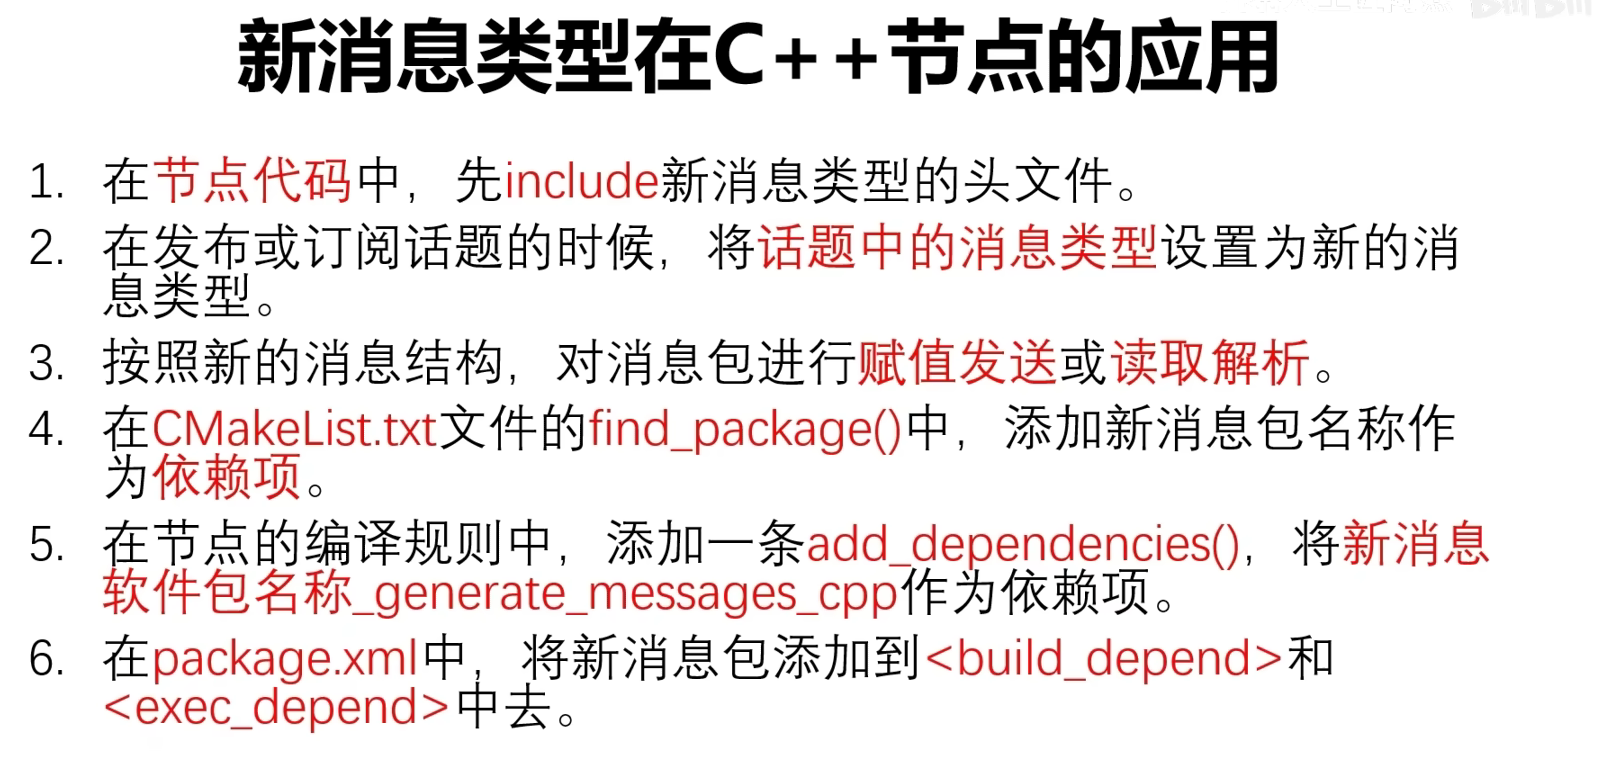 新消息类型在C++节点的应用
1. 在节点代码中，先include新消息类型的头文件。
2. 在发布或订阅话题的时候，将话题中的消息类型设置为新的消
息类型。
3. 按照新的消息结构，对消息包进行赋值发送或读取解析。
4. 在CMakeList.txt文件的find_package()中，添加新消息包名称作
为依赖项。
5. 在节点的编译规则中，添加一条add_dependencies()，将新消息
软件包名称_generate_messages_cpp作为依赖项。
6. 在package.xml中，将新消息包添加到<build_depend>和
<exec_depend>中去。